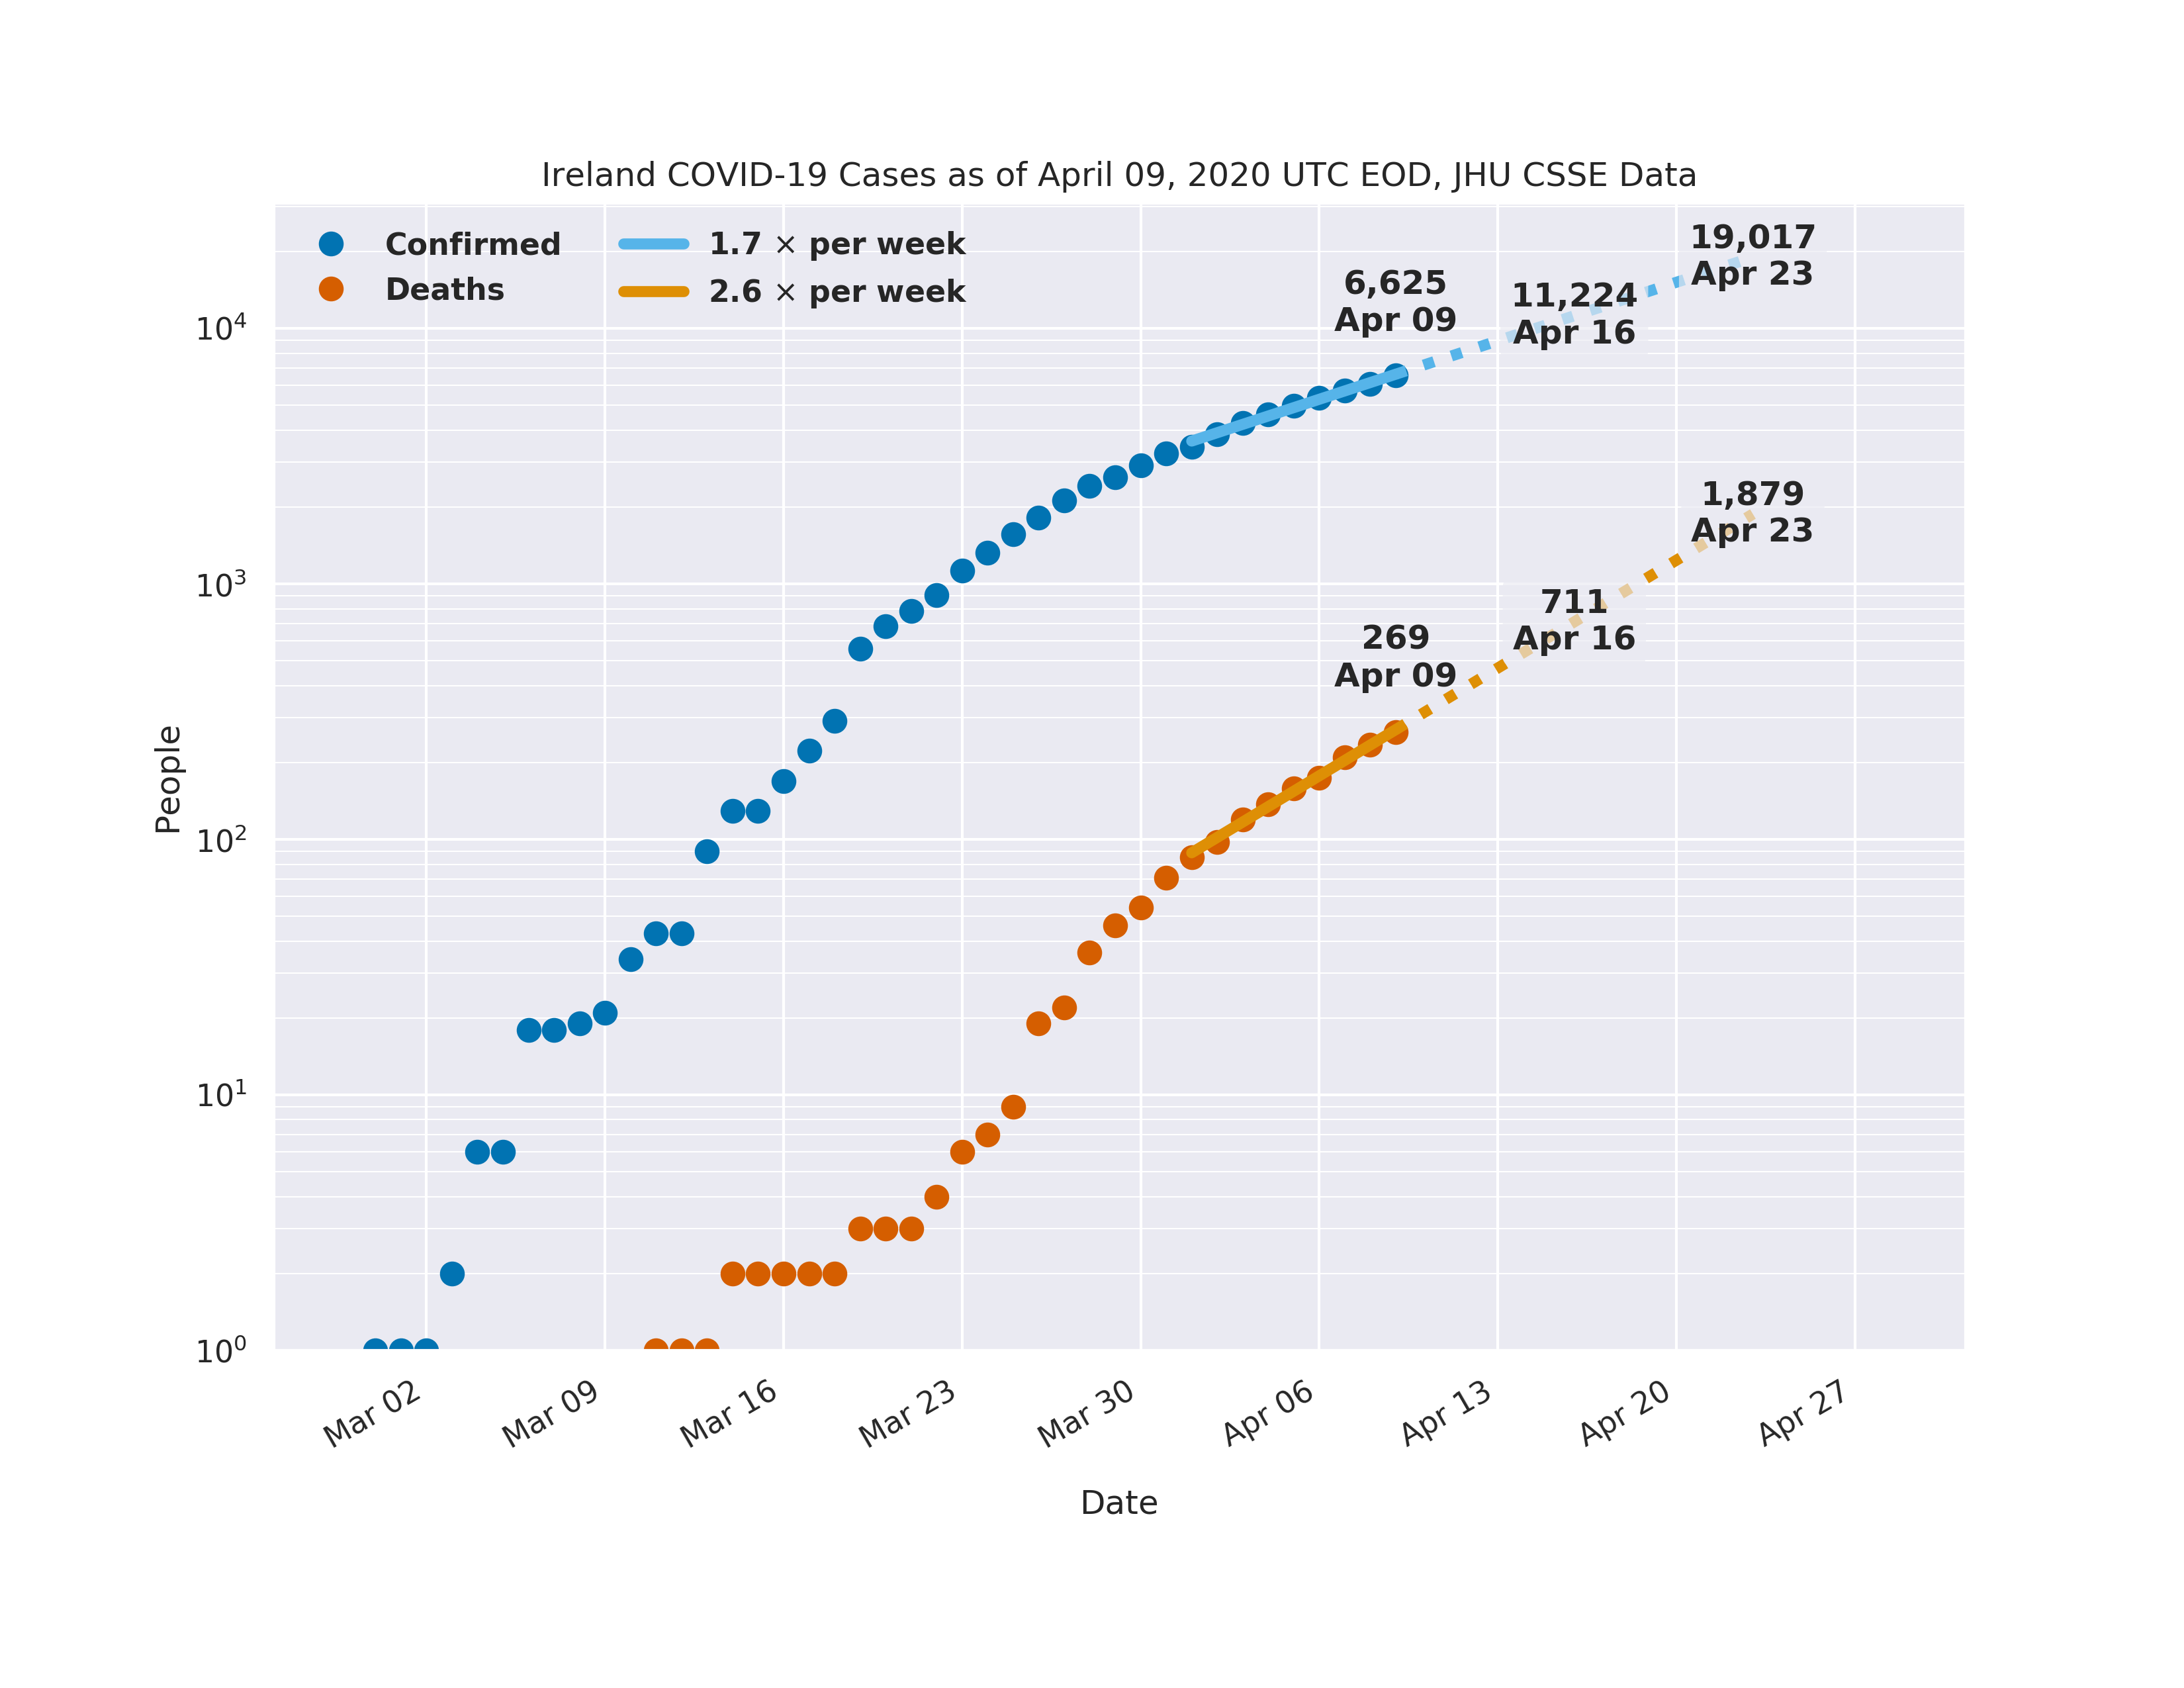 Ireland COVID-19 Cases as of April 09, 2020 UTC EOD, JHU CSSE Data
Confirmed
Deaths
1.7 × per week
2.6 × per week
19,017
Apr 23
6,625
Apr 09
11,224
Apr 16
1,879
Apr 23
711
Apr 16
269
Apr 09
People
10⁴
10³
10²
10¹
10⁰
Mar 02
Mar 09
Mar 16
Mar 23
Mar 30
Apr 06
Apr 13
Apr 20
Apr 27
Date